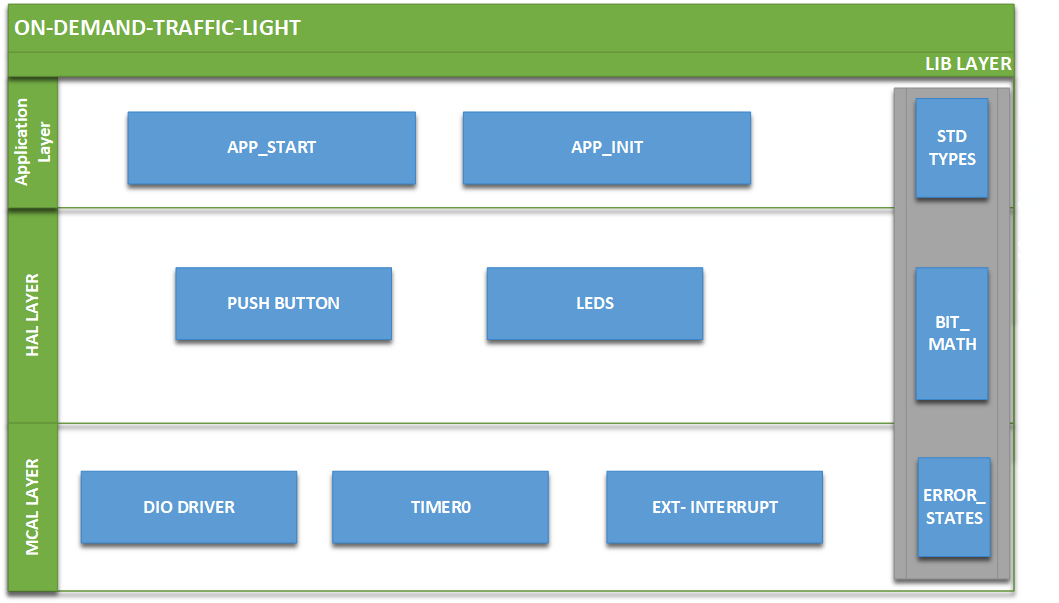 ON-DEMAND-TRAFFIC-LIGHT
LIB LAYER
Application
Layer
APP_START
APP_INIT
STD
TYPES
HAL LAYER
PUSH BUTTON
LEDS
BIT_
MATH
MCAL LAYER
DIO DRIVER
TIMER0
EXT- INTERRUPT
ERROR_
STATES